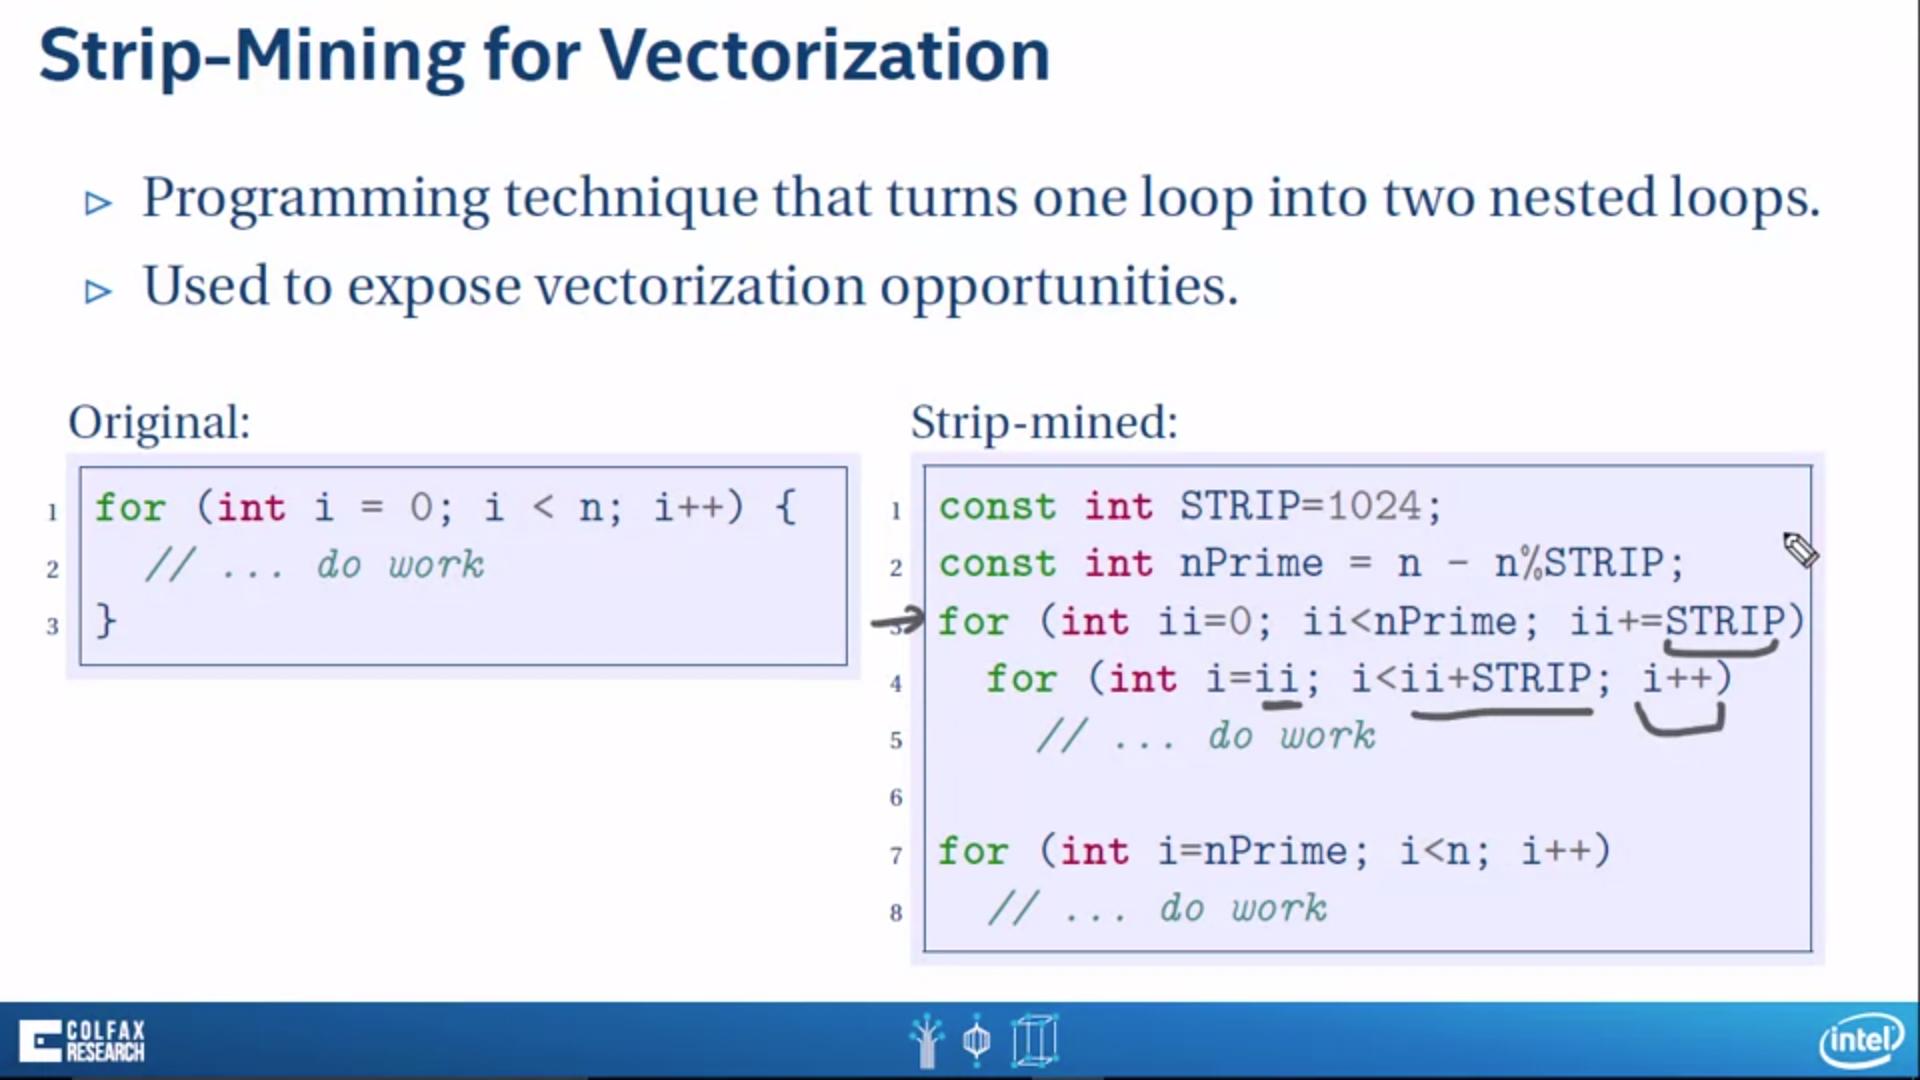 Strip-Mining for Vectorization
▷ Programming technique that turns one loop into two nested loops.
▷ Used to expose vectorization opportunities.
Original:
1 for (int i = 0; i < n; i++) {
2 // ... do work
3 }
Strip-mined:
1 const int STRIP=1024;
2 const int nPrime = n - n%STRIP;
3 for (int ii=0; ii<nPrime; ii+=STRIP)
4 for (int i=ii; i<ii+STRIP; i++)
5 // ... do work
6
7 for (int i=nPrime; i<n; i++)
8 // ... do work
COLFAX
RESEARCH
intel